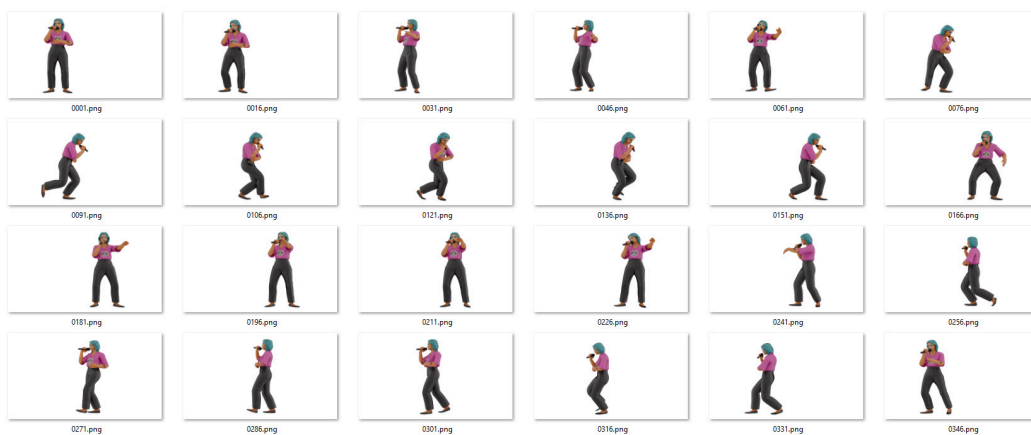 0001.png 0016.png 0031.png 0046.png 0061.png 0076.png
0091.png 0106.png 0121.png 0136.png 0151.png 0166.png
0181.png 0196.png 0211.png 0226.png 0241.png 0256.png
0271.png 0286.png 0301.png 0316.png 0331.png 0346.png